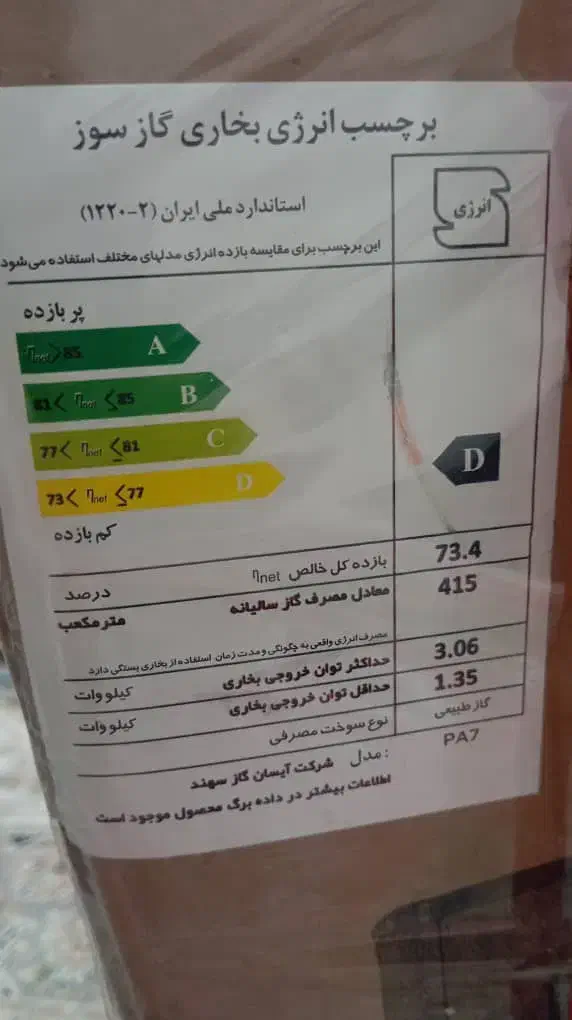 برچسب انرژی بخاری گاز سوز
استاندارد ملی ایران (۲-۱۲۲۰)
انرژی
این برچسب برای مقایسه بازده انرژی مدلهای مختلف استفاده می‌شود
پر بازده
ηnet > 85 A
81 < ηnet ≤ 85 B
77 < ηnet ≤ 81 C
73 < ηnet ≤ 77 D
D
کم بازده
بازده کل خالص ηnet درصد 73.4
معادل مصرف گاز سالیانه مترمکعب 415
مصرف انرژی واقعی به چگونگی و مدت زمان استفاده از بخاری بستگی دارد
حداکثر توان خروجی بخاری کیلو وات 3.06
حداقل توان خروجی بخاری کیلو وات 1.35
نوع سوخت مصرفی گاز طبیعی
مدل : شرکت آیسان گاز سهند PA7
اطلاعات بیشتر در داده برگ محصول موجود است